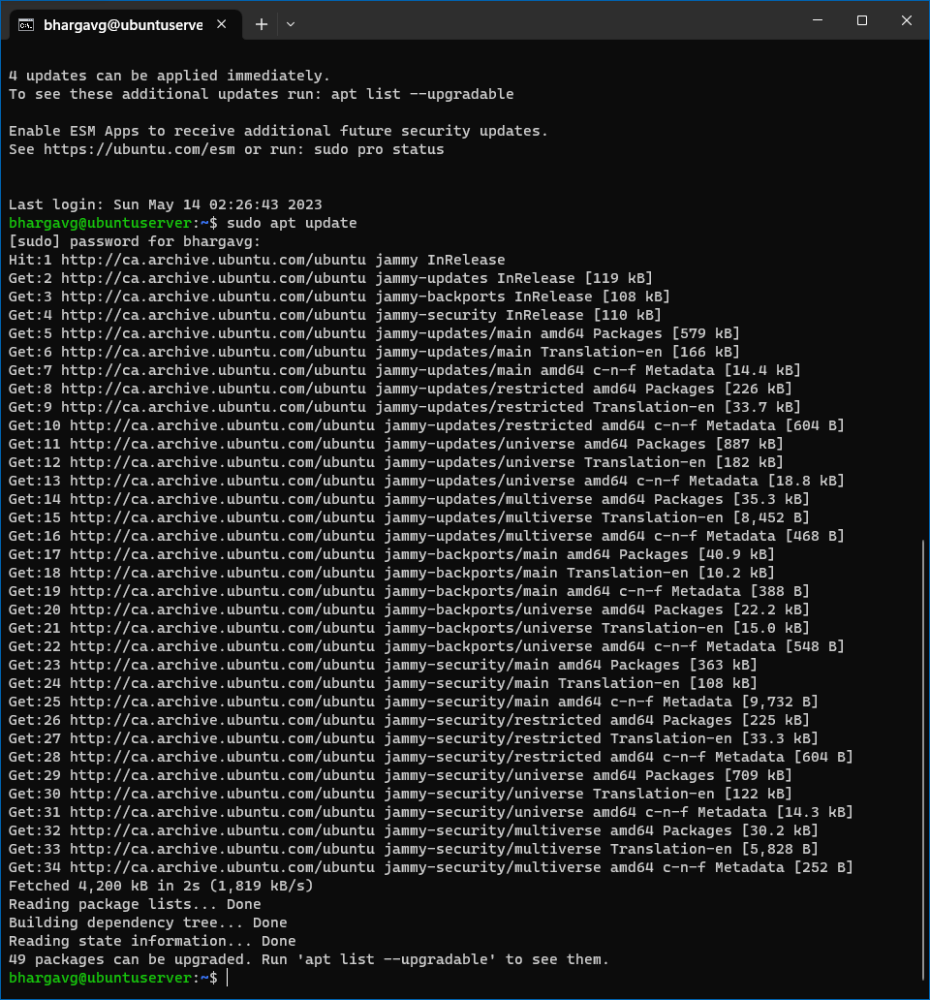 bhargavg@ubuntuserve
4 updates can be applied immediately.
To see these additional updates run: apt list --upgradable
Enable ESM Apps to receive additional future security updates.
See https://ubuntu.com/esm or run: sudo pro status
Last login: Sun May 14 02:26:43 2023
bhargavg@ubuntuserver:~$ sudo apt update
[sudo] password for bhargavg:
Hit:1 http://ca.archive.ubuntu.com/ubuntu jammy InRelease
Get:2 http://ca.archive.ubuntu.com/ubuntu jammy-updates InRelease [119 kB]
Get:3 http://ca.archive.ubuntu.com/ubuntu jammy-backports InRelease [108 kB]
Get:4 http://ca.archive.ubuntu.com/ubuntu jammy-security InRelease [110 kB]
Get:5 http://ca.archive.ubuntu.com/ubuntu jammy-updates/main amd64 Packages [579 kB]
Get:6 http://ca.archive.ubuntu.com/ubuntu jammy-updates/main Translation-en [166 kB]
Get:7 http://ca.archive.ubuntu.com/ubuntu jammy-updates/main amd64 c-n-f Metadata [14.4 kB]
Get:8 http://ca.archive.ubuntu.com/ubuntu jammy-updates/restricted amd64 Packages [226 kB]
Get:9 http://ca.archive.ubuntu.com/ubuntu jammy-updates/restricted Translation-en [33.7 kB]
Get:10 http://ca.archive.ubuntu.com/ubuntu jammy-updates/restricted amd64 c-n-f Metadata [604 B]
Get:11 http://ca.archive.ubuntu.com/ubuntu jammy-updates/universe amd64 Packages [887 kB]
Get:12 http://ca.archive.ubuntu.com/ubuntu jammy-updates/universe Translation-en [182 kB]
Get:13 http://ca.archive.ubuntu.com/ubuntu jammy-updates/universe amd64 c-n-f Metadata [18.8 kB]
Get:14 http://ca.archive.ubuntu.com/ubuntu jammy-updates/multiverse amd64 Packages [35.3 kB]
Get:15 http://ca.archive.ubuntu.com/ubuntu jammy-updates/multiverse Translation-en [8,452 B]
Get:16 http://ca.archive.ubuntu.com/ubuntu jammy-updates/multiverse amd64 c-n-f Metadata [468 B]
Get:17 http://ca.archive.ubuntu.com/ubuntu jammy-backports/main amd64 Packages [40.9 kB]
Get:18 http://ca.archive.ubuntu.com/ubuntu jammy-backports/main Translation-en [10.2 kB]
Get:19 http://ca.archive.ubuntu.com/ubuntu jammy-backports/main amd64 c-n-f Metadata [388 B]
Get:20 http://ca.archive.ubuntu.com/ubuntu jammy-backports/universe amd64 Packages [22.2 kB]
Get:21 http://ca.archive.ubuntu.com/ubuntu jammy-backports/universe Translation-en [15.0 kB]
Get:22 http://ca.archive.ubuntu.com/ubuntu jammy-backports/universe amd64 c-n-f Metadata [548 B]
Get:23 http://ca.archive.ubuntu.com/ubuntu jammy-security/main amd64 Packages [363 kB]
Get:24 http://ca.archive.ubuntu.com/ubuntu jammy-security/main Translation-en [108 kB]
Get:25 http://ca.archive.ubuntu.com/ubuntu jammy-security/main amd64 c-n-f Metadata [9,732 B]
Get:26 http://ca.archive.ubuntu.com/ubuntu jammy-security/restricted amd64 Packages [225 kB]
Get:27 http://ca.archive.ubuntu.com/ubuntu jammy-security/restricted Translation-en [33.3 kB]
Get:28 http://ca.archive.ubuntu.com/ubuntu jammy-security/restricted amd64 c-n-f Metadata [604 B]
Get:29 http://ca.archive.ubuntu.com/ubuntu jammy-security/universe amd64 Packages [709 kB]
Get:30 http://ca.archive.ubuntu.com/ubuntu jammy-security/universe Translation-en [122 kB]
Get:31 http://ca.archive.ubuntu.com/ubuntu jammy-security/universe amd64 c-n-f Metadata [14.3 kB]
Get:32 http://ca.archive.ubuntu.com/ubuntu jammy-security/multiverse amd64 Packages [30.2 kB]
Get:33 http://ca.archive.ubuntu.com/ubuntu jammy-security/multiverse Translation-en [5,828 B]
Get:34 http://ca.archive.ubuntu.com/ubuntu jammy-security/multiverse amd64 c-n-f Metadata [252 B]
Fetched 4,200 kB in 2s (1,819 kB/s)
Reading package lists... Done
Building dependency tree... Done
Reading state information... Done
49 packages can be upgraded. Run 'apt list --upgradable' to see them.
bhargavg@ubuntuserver:~$